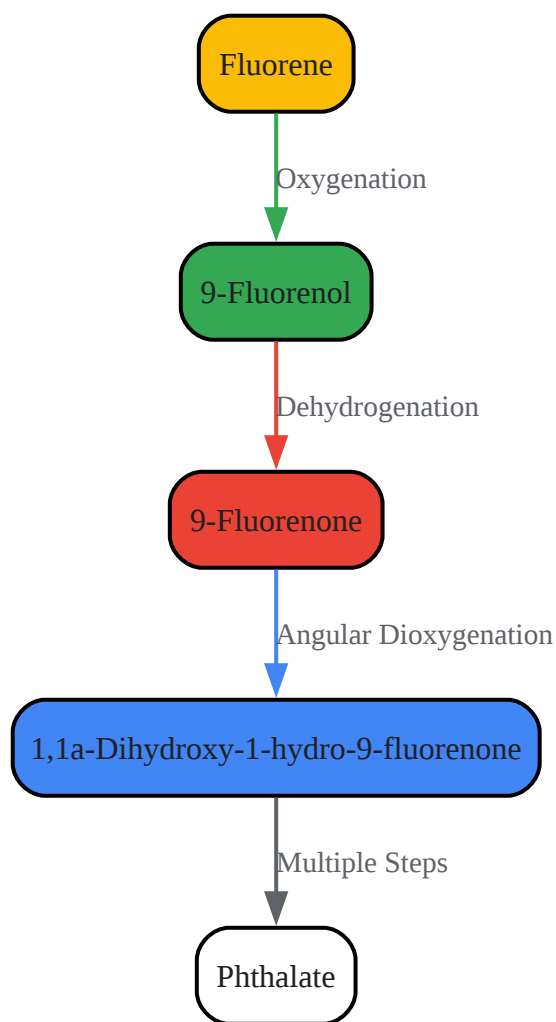 Fluorene
Oxygenation
9-Fluorenol
Dehydrogenation
9-Fluorenone
Angular Dioxygenation
1,1a-Dihydroxy-1-hydro-9-fluorenone
Multiple Steps
Phthalate